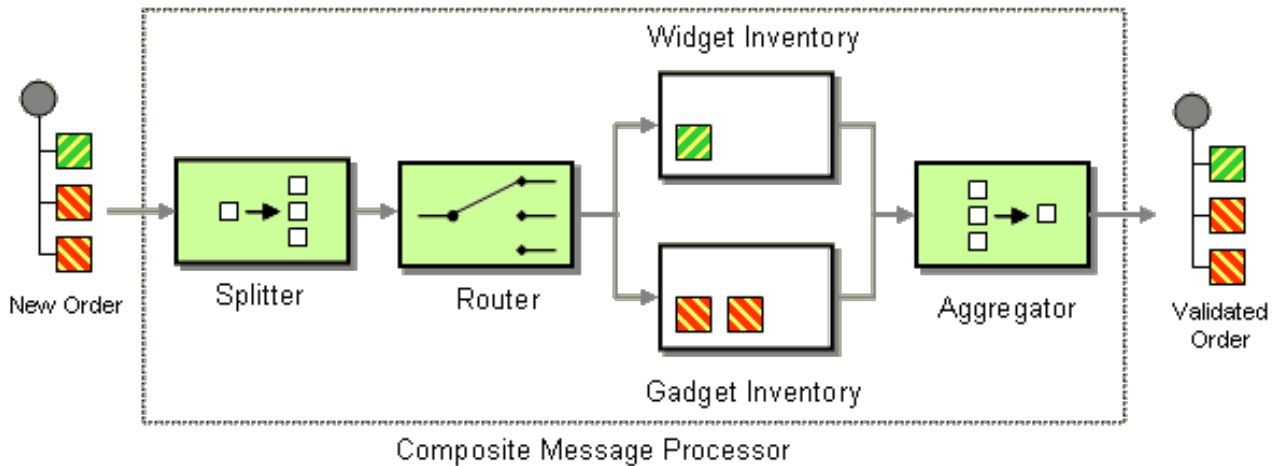 Widget Inventory
New Order
Splitter
Router
Aggregator
Validated
Order
Gadget Inventory
Composite Message Processor